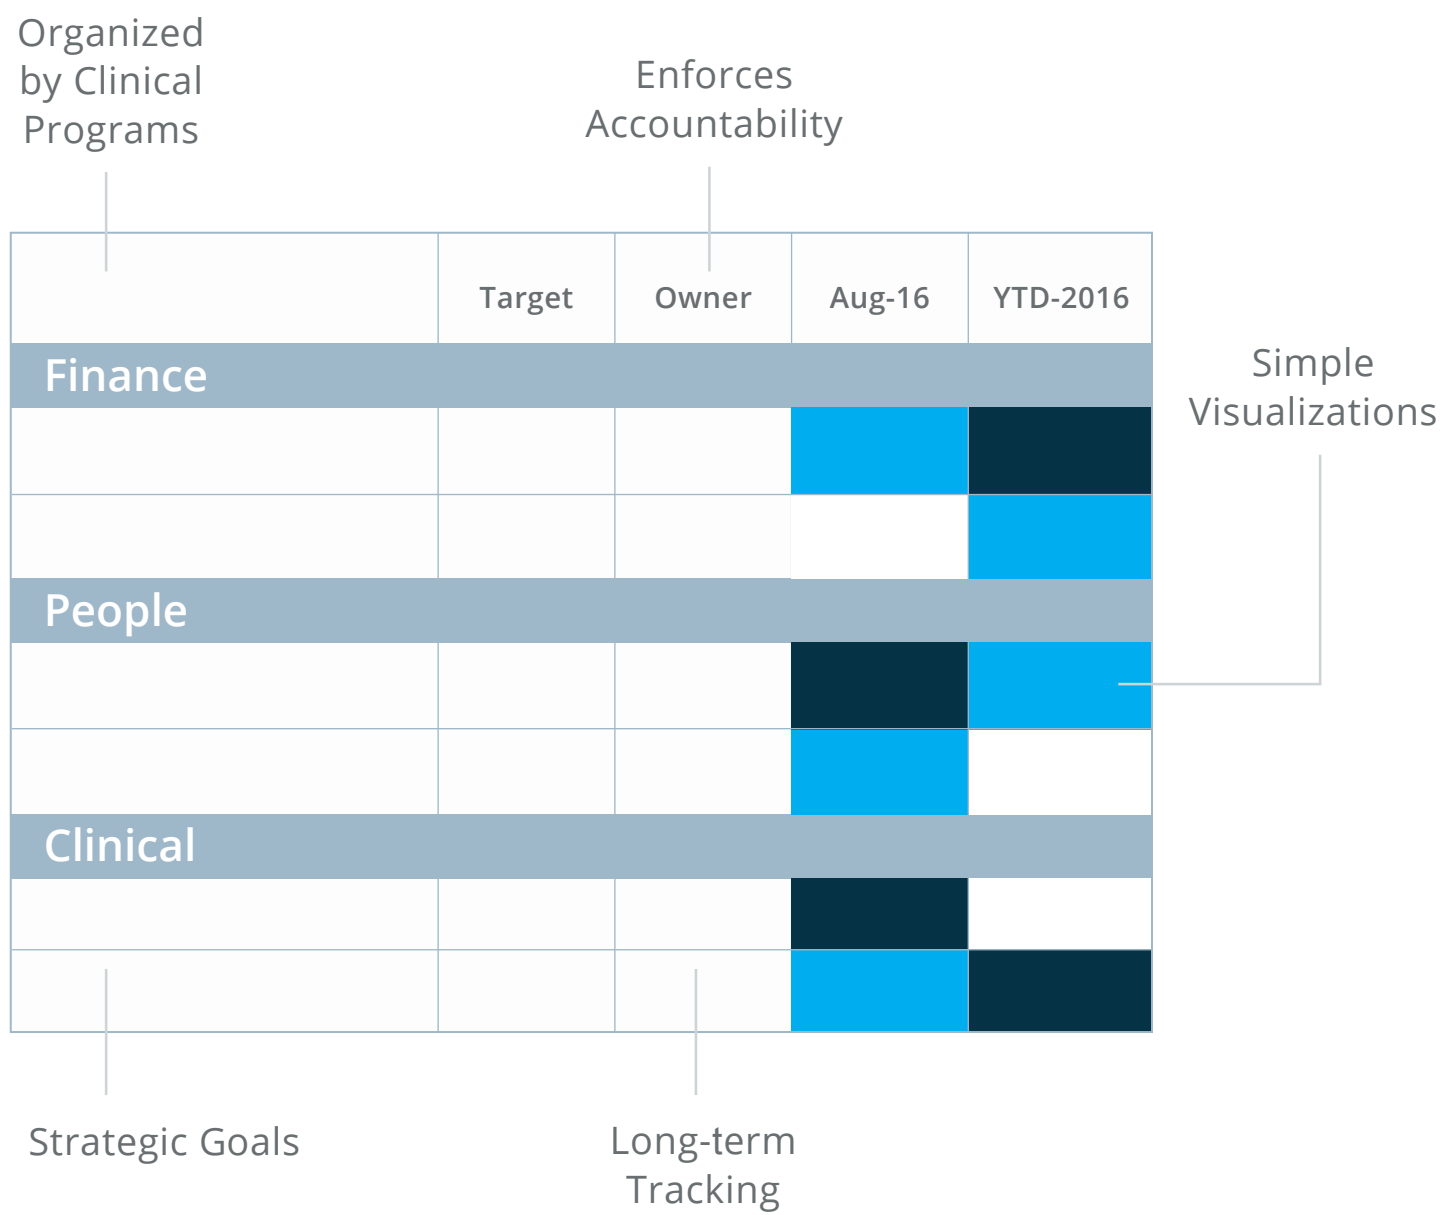 Organized
by Clinical
Programs
Enforces
Accountability
Target
Owner
Aug-16
YTD-2016
Finance
Simple
Visualizations
People
Clinical
Strategic Goals
Long-term
Tracking